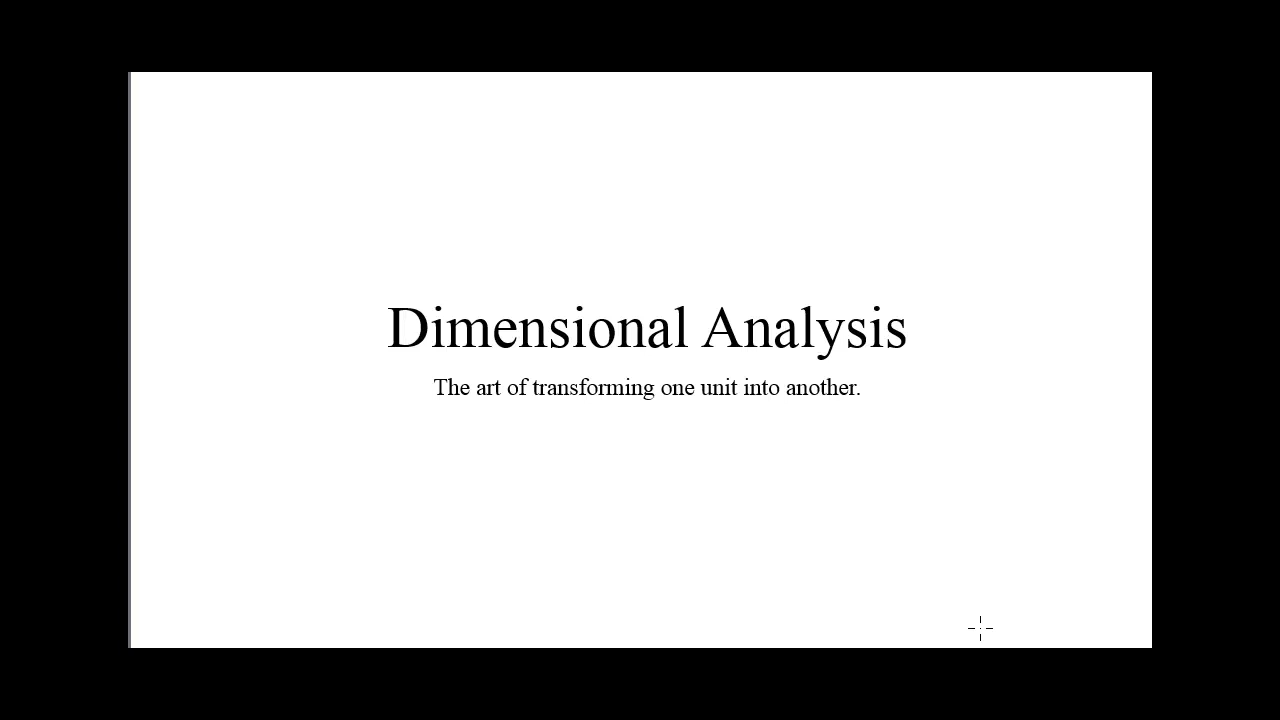 Dimensional Analysis
The art of transforming one unit into another.